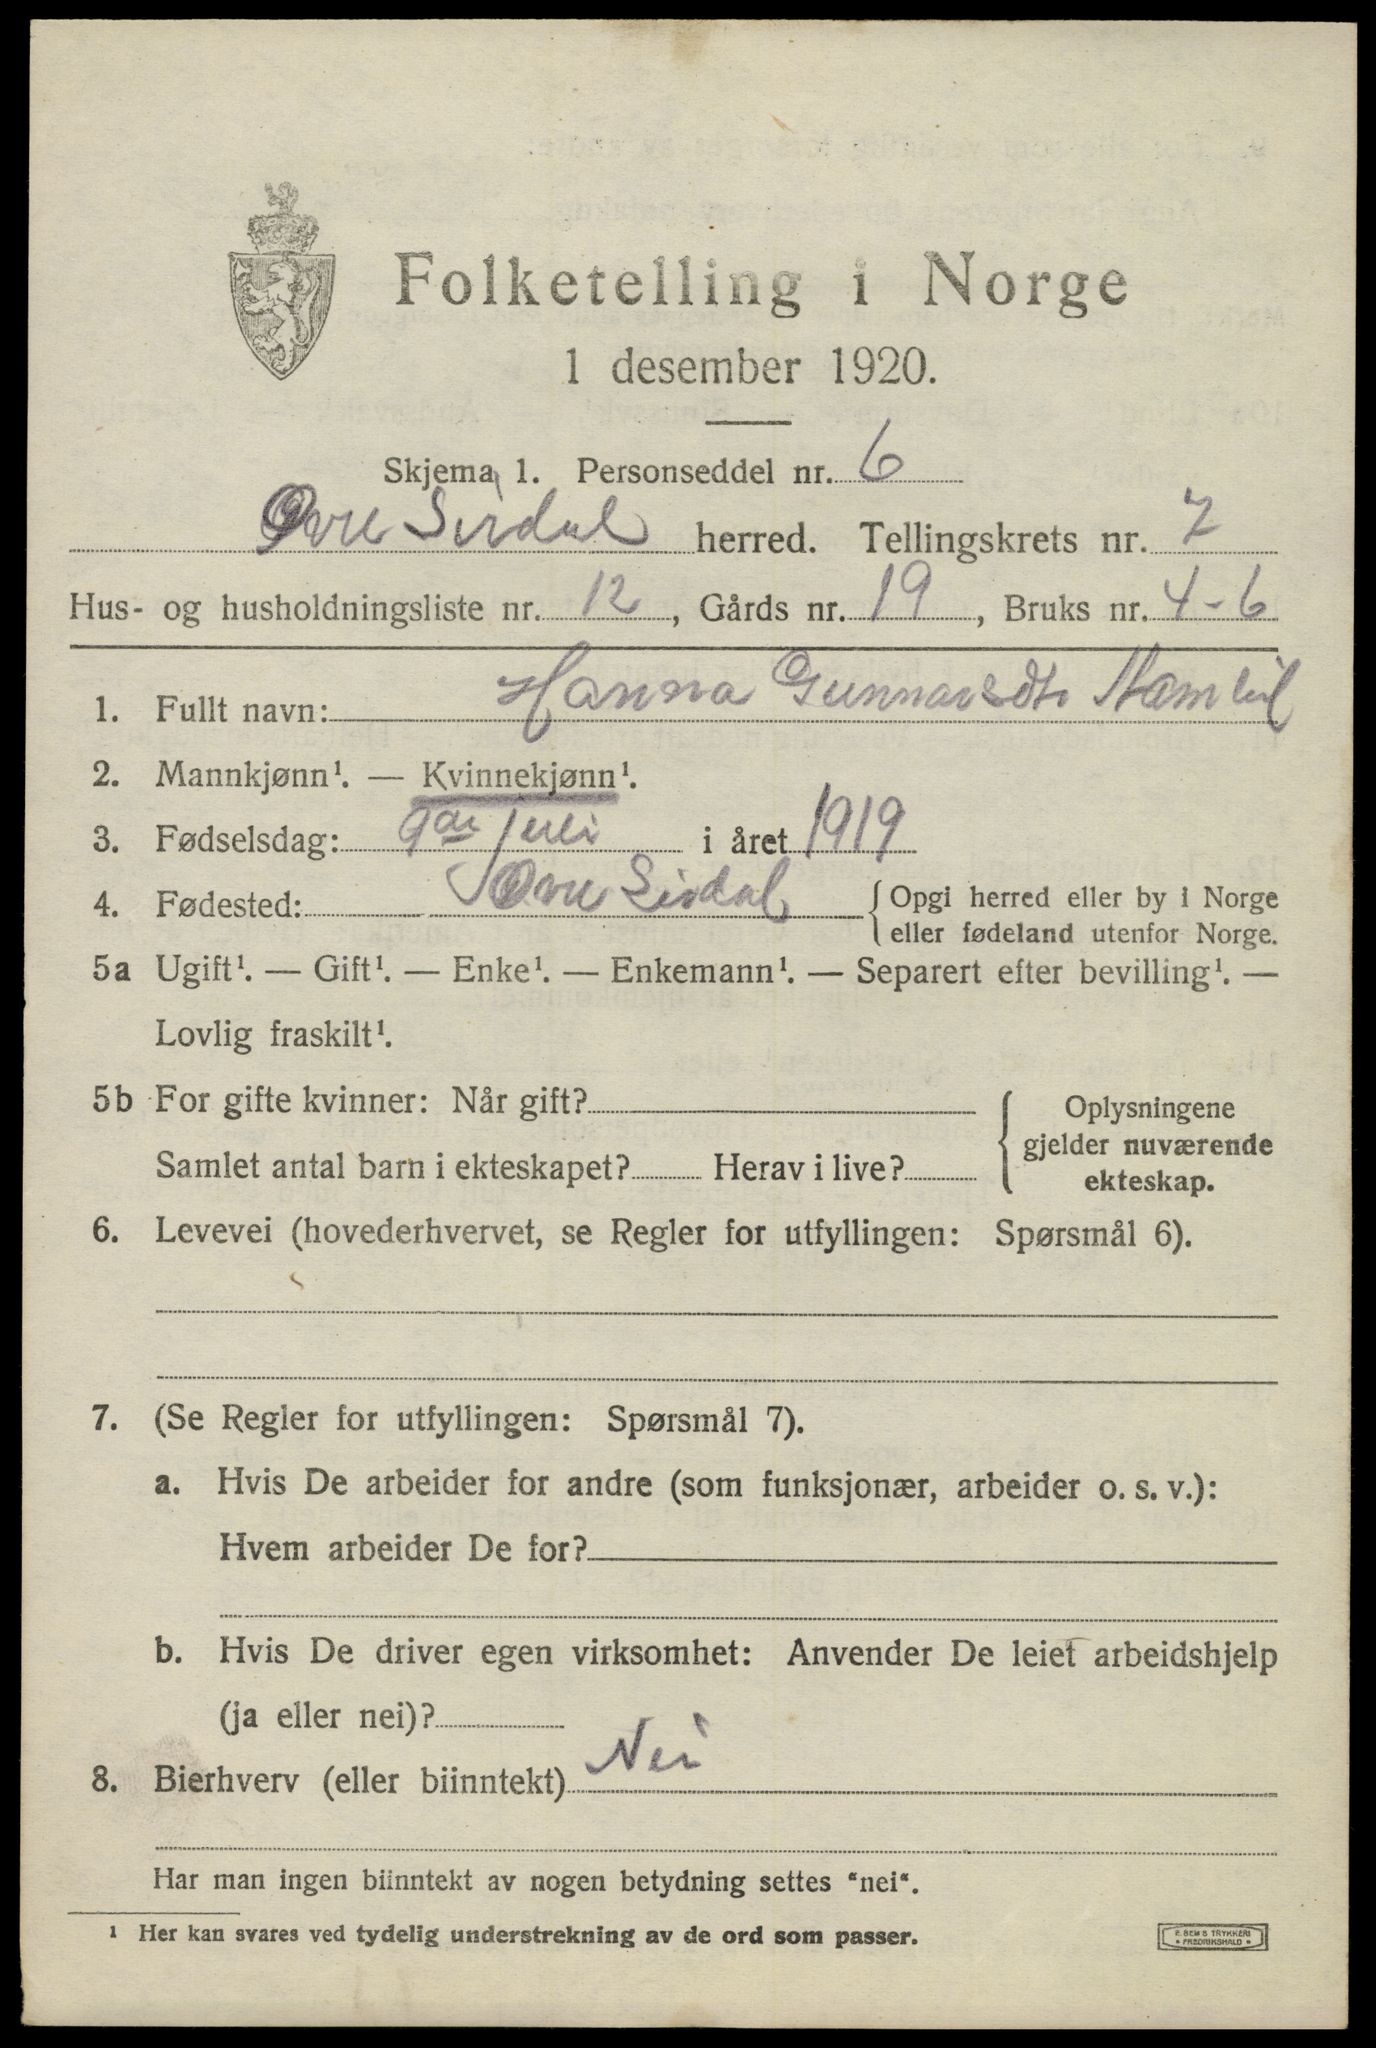 Folketelling i Norge
1 desember 1920.
Skjema 1. Personseddel nr. 6
Øvre Sirdal herred. Tellingskrets nr. 7
Hus- og husholdningsliste nr. 12, Gårds nr. 19, Bruks nr. 4-6
1. Fullt navn: Hanna Gunnarsdtr
2. Mannkjønn¹. — Kvinnekjønn¹.
3. Fødselsdag: 9de Juli i året 1919
4. Fødested: Øvre Sirdal { Opgi herred eller by i Norge
eller fødeland utenfor Norge.
5a Ugift¹. — Gift¹. — Enke¹. — Enkemann¹. — Separert efter bevilling¹. —
Lovlig fraskilt¹.
5b For gifte kvinner: Når gift? { Oplysningene
gjelder nuværende
Samlet antal barn i ekteskapet? Herav i live?
ekteskap.
6. Levevei (hovederhvervet, se Regler for utfyllingen: Spørsmål 6).
7. (Se Regler for utfyllingen: Spørsmål 7).
a. Hvis De arbeider for andre (som funksjonær, arbeider o. s. v.):
Hvem arbeider De for?
b. Hvis De driver egen virksomhet: Anvender De leiet arbeidshjelp
(ja eller nei)?
8. Bierhverv (eller biinntekt) Nei
Har man ingen biinntekt av nogen betydning settes “nei“.
¹ Her kan svares ved tydelig understrekning av de ord som passer.
E. SEMS TRYKKERI
* FREDRIKSHALD *